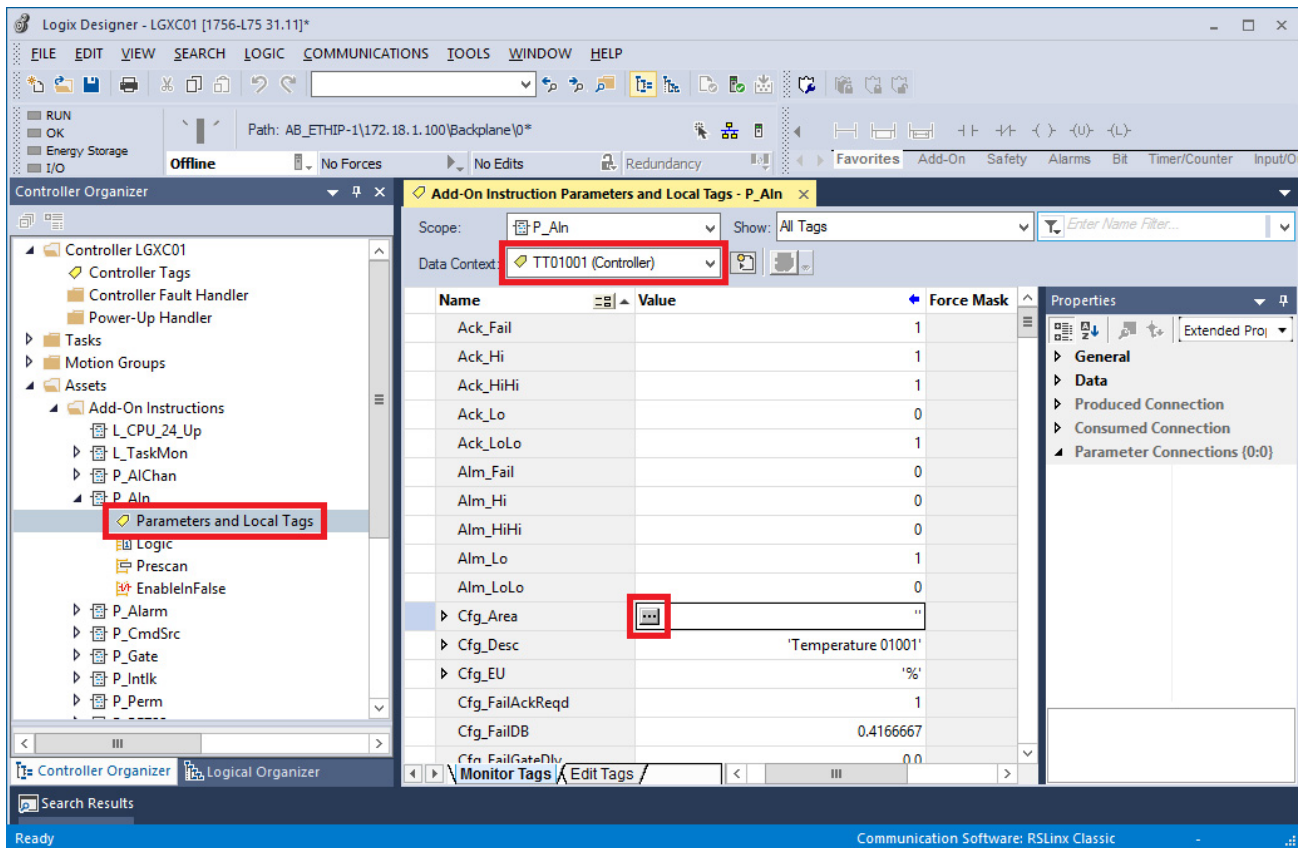 Logix Designer - LGXC01 [1756-L75 31.11]*
FILE EDIT VIEW SEARCH LOGIC COMMUNICATIONS TOOLS WINDOW HELP
RUN
OK
Energy Storage
I/O
Path: AB_ETHIP-1\172.18.1.100\Backplane\0*
Offline No Forces No Edits Redundancy
Favorites Add-On Safety Alarms Bit Timer/Counter Input/O
Controller Organizer
Controller LGXC01
Controller Tags
Controller Fault Handler
Power-Up Handler
Tasks
Motion Groups
Assets
Add-On Instructions
L_CPU_24_Up
L_TaskMon
P_AIChan
P_AIn
Parameters and Local Tags
Logic
Prescan
EnableInFalse
P_Alarm
P_CmdSrc
P_Gate
P_Intlk
P_Perm
Controller Organizer Logical Organizer
Add-On Instruction Parameters and Local Tags - P_AIn
Scope: P_AIn Show: All Tags Enter Name Filter...
Data Context: TT01001 (Controller)
Name Value Force Mask
Ack_Fail 1
Ack_Hi 1
Ack_HiHi 1
Ack_Lo 0
Ack_LoLo 1
Alm_Fail 0
Alm_Hi 0
Alm_HiHi 0
Alm_Lo 1
Alm_LoLo 0
Cfg_Area ''
Cfg_Desc 'Temperature 01001'
Cfg_EU '%'
Cfg_FailAckReqd 1
Cfg_FailDB 0.4166667
Cfg_FailGateDly 0.0
Monitor Tags Edit Tags
Properties
Extended Pro
General
Data
Produced Connection
Consumed Connection
Parameter Connections {0:0}
Search Results
Ready Communication Software: RSLinx Classic -